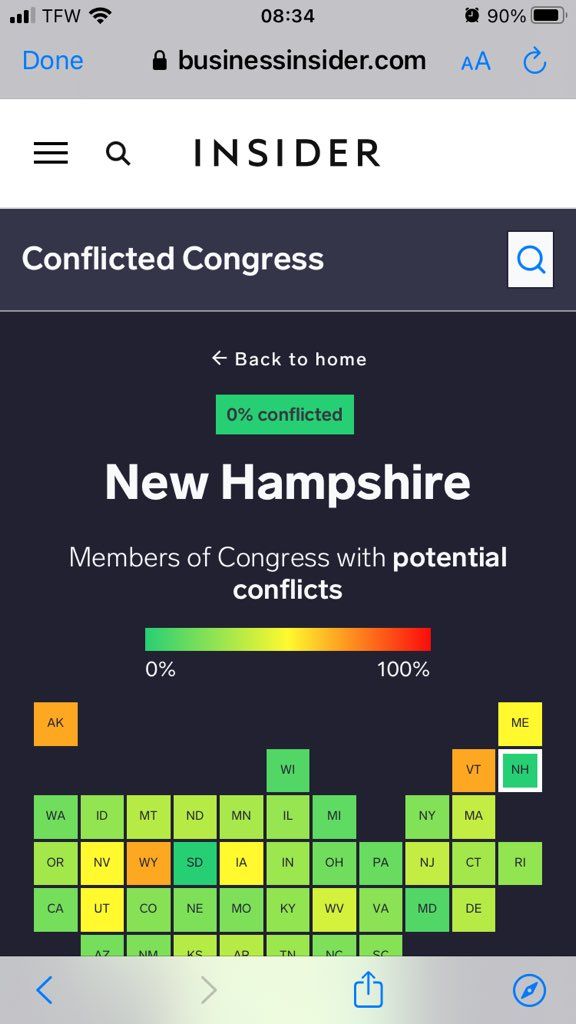 TFW 08:34 90%
Done businessinsider.com AA
INSIDER
Conflicted Congress
← Back to home
0% conflicted
New Hampshire
Members of Congress with potential
conflicts
0% 100%
AK ME
WI VT NH
WA ID MT ND MN IL MI NY MA
OR NV WY SD IA IN OH PA NJ CT RI
CA UT CO NE MO KY WV VA MD DE
AZ NM KS AR TN NC SC